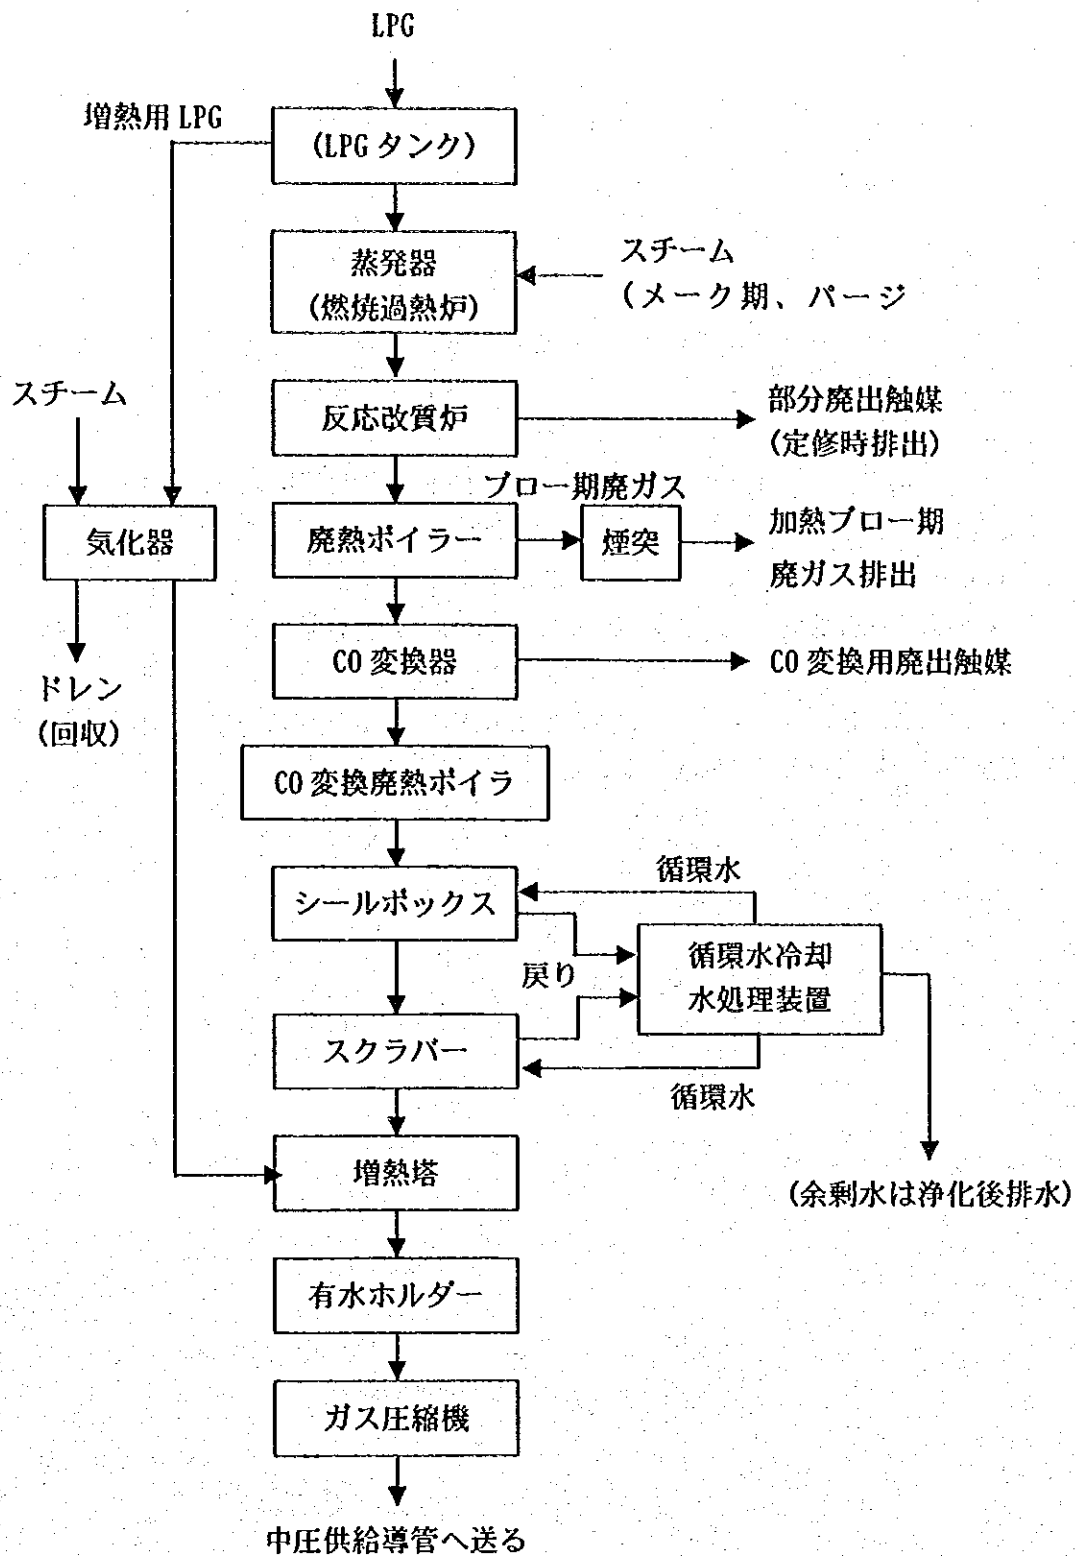 LPG
増熱用 LPG
(LPG タンク)
蒸発器
(燃焼過熱炉)
スチーム
(メーク期、パージ
スチーム
反応改質炉
部分廃出触媒
(定修時排出)
ブロー期廃ガス
気化器
廃熱ボイラー
煙突
加熱ブロー期
廃ガス排出
CO 変換器
CO 変換用廃出触媒
ドレン
(回収)
CO 変換廃熱ボイラ
循環水
シールボックス
循環水冷却
水処理装置
戻り
スクラバー
循環水
増熱塔
(余剰水は浄化後排水)
有水ホルダー
ガス圧縮機
中圧供給導管へ送る